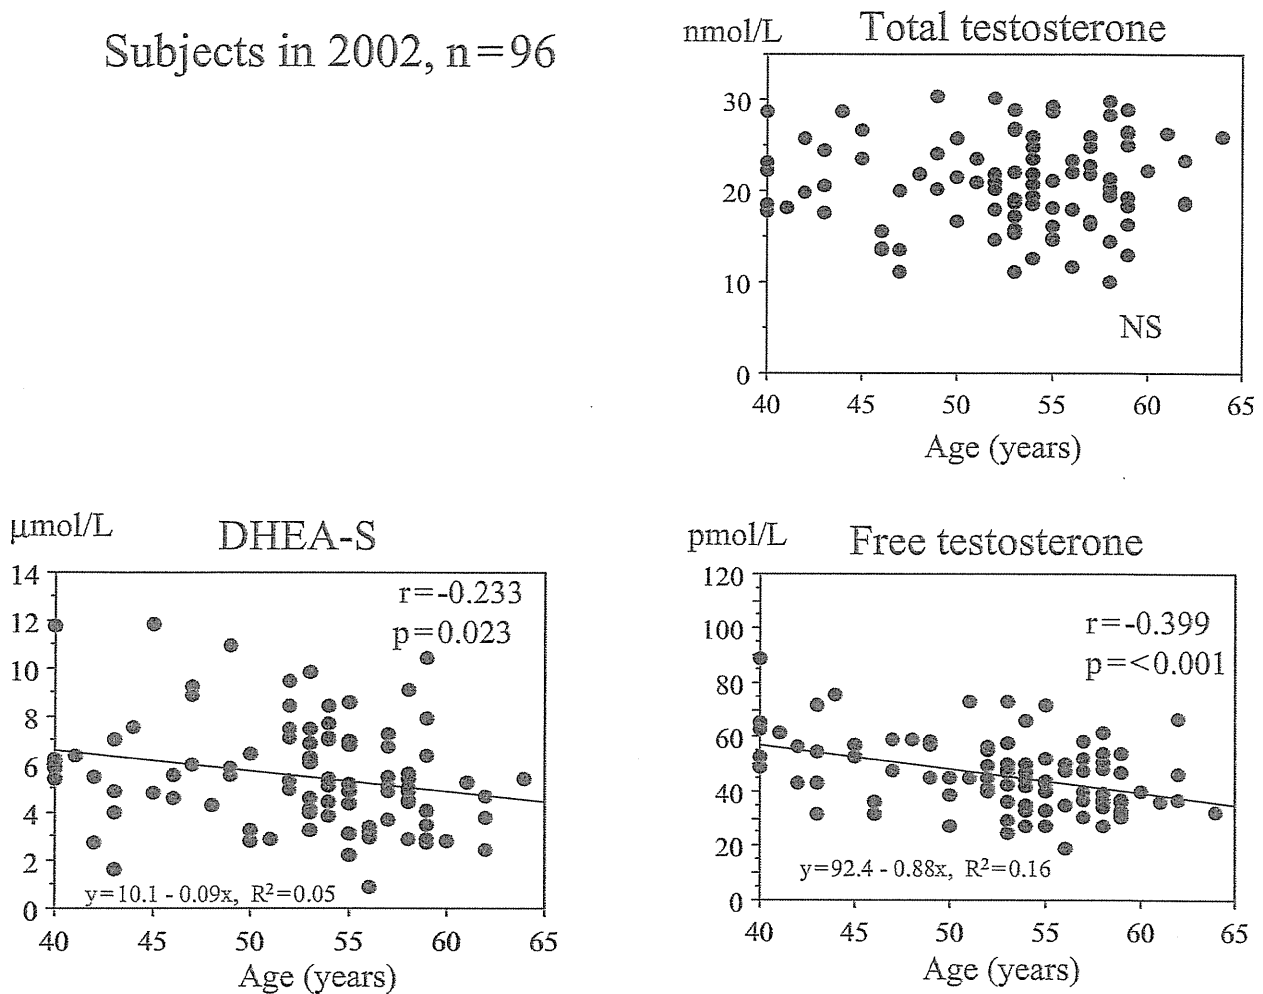 Subjects in 2002, n=96
nmol/L
Total testosterone
30
20
10
0
NS
40 45 50 55 60 65
Age (years)
μmol/L
DHEA-S
14
12
10
8
6
4
2
0
r=-0.233
p=0.023
y=10.1 - 0.09x, R²=0.05
40 45 50 55 60 65
Age (years)
pmol/L
Free testosterone
120
100
80
60
40
20
0
r=-0.399
p=<0.001
y=92.4 - 0.88x, R²=0.16
40 45 50 55 60 65
Age (years)